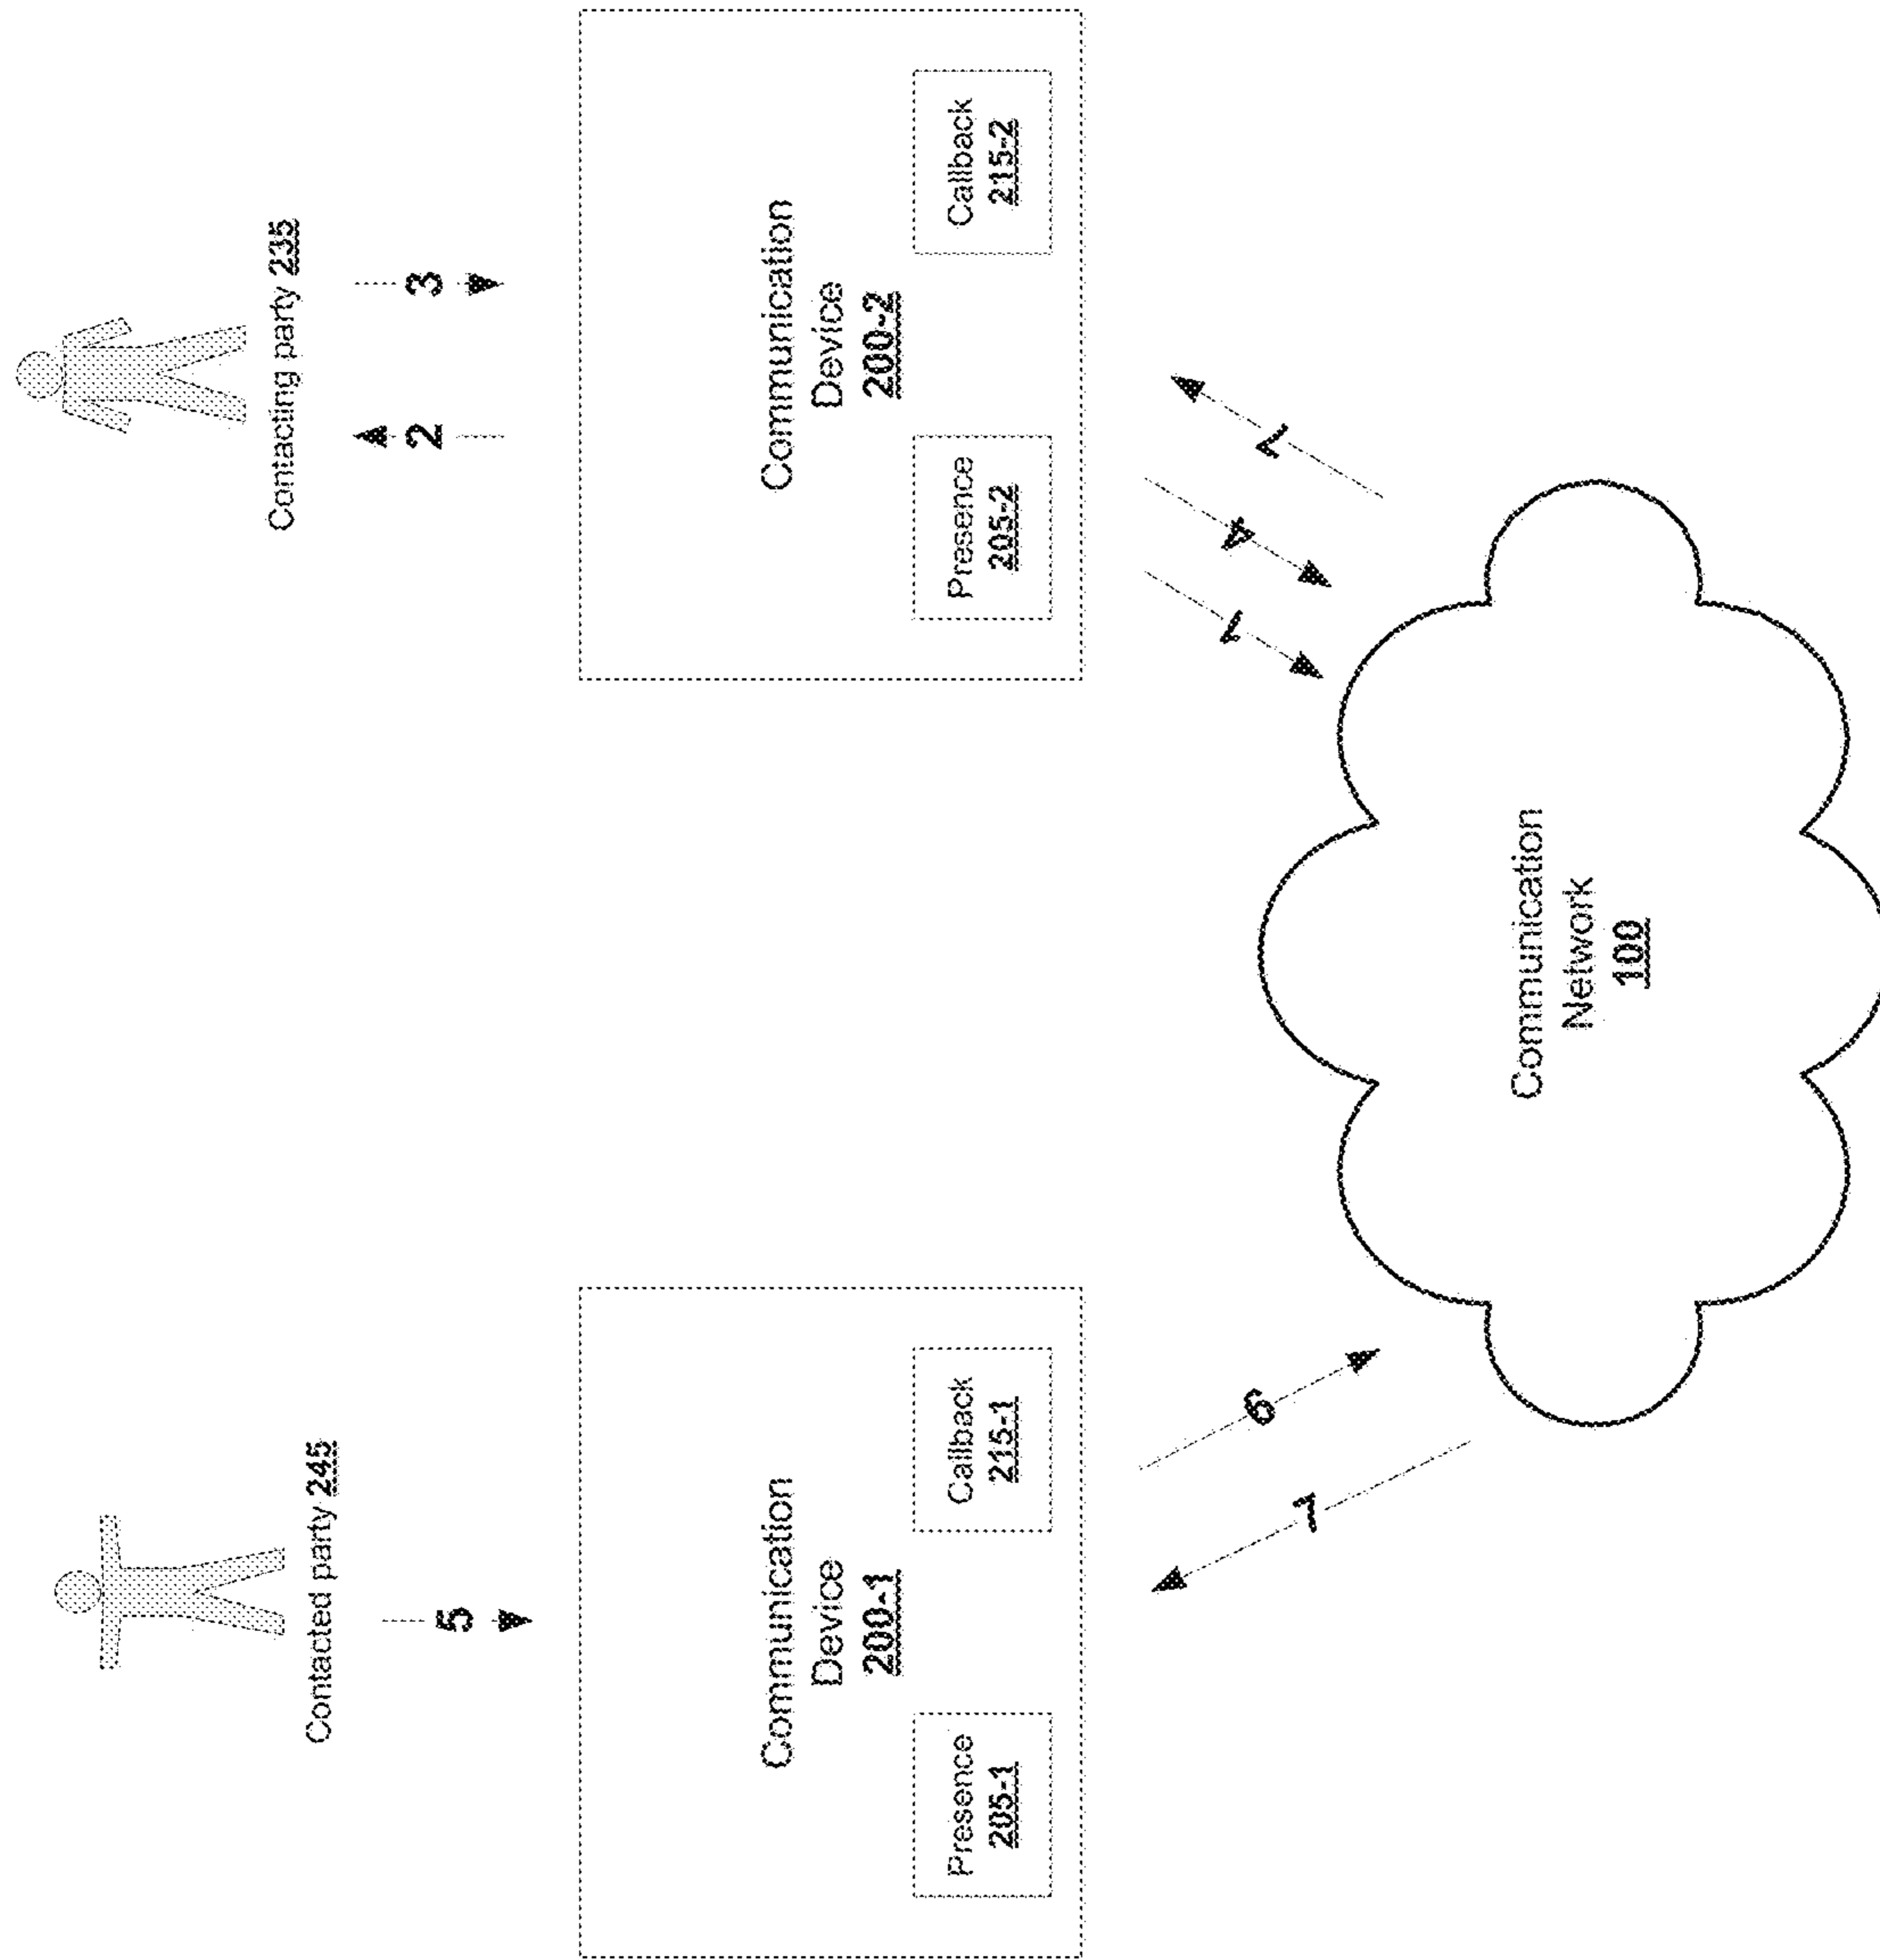 Contacted party 245
Contacting party 235
5
2
3
Communication
Device
200-1
Presence
205-1
Callback
215-1
Communication
Device
200-2
Presence
205-2
Callback
215-2
7
6
1
4
7
Communication
Network
100